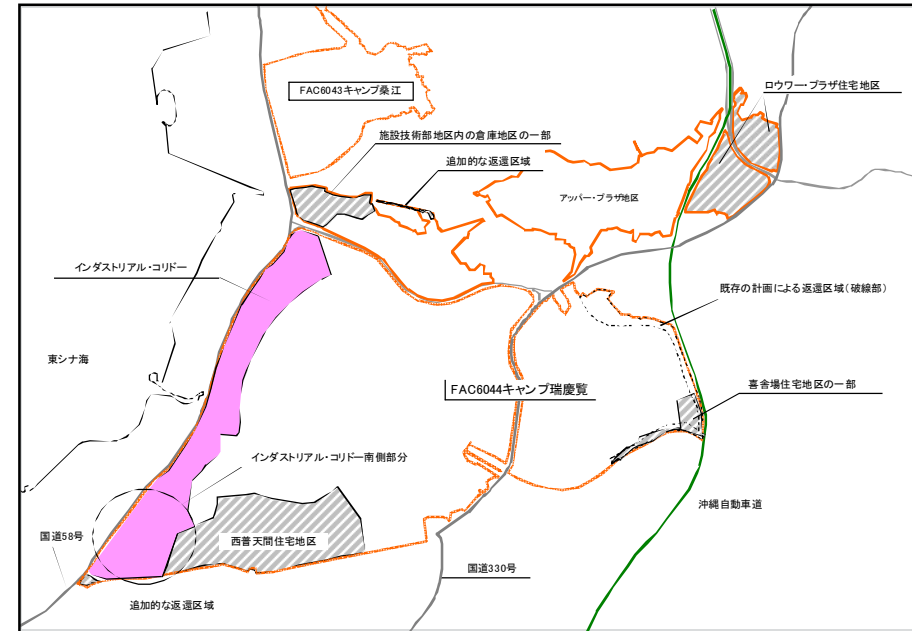 FAC6043キャンプ桑江
ロウワー・プラザ住宅地区
施設技術部地区内の倉庫地区の一部
追加的な返還区域
アッパー・プラザ地区
インダストリアル・コリドー
既存の計画による返還区域(破線部)
東シナ海
FAC6044キャンプ瑞慶覧
喜舎場住宅地区の一部
インダストリアル・コリドー南側部分
沖縄自動車道
国道58号
西普天間住宅地区
国道330号
追加的な返還区域